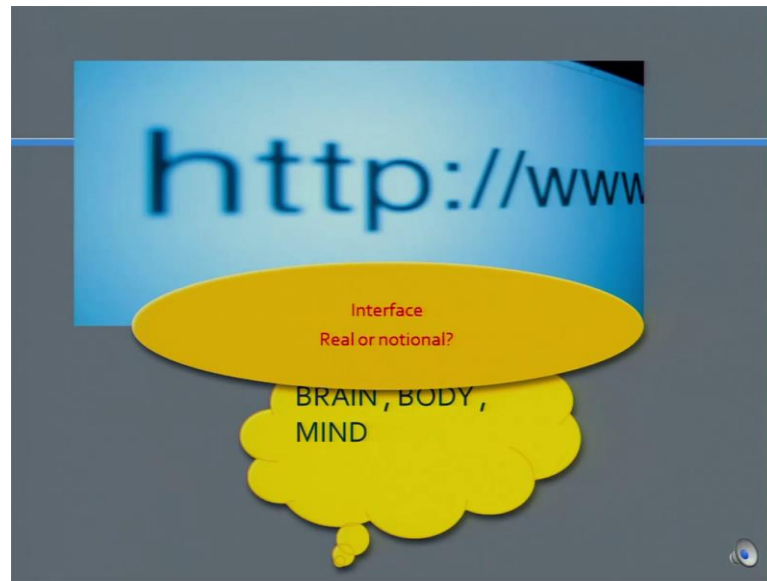 http://www
Interface
Real or notional?
BRAIN , BODY ,
MIND